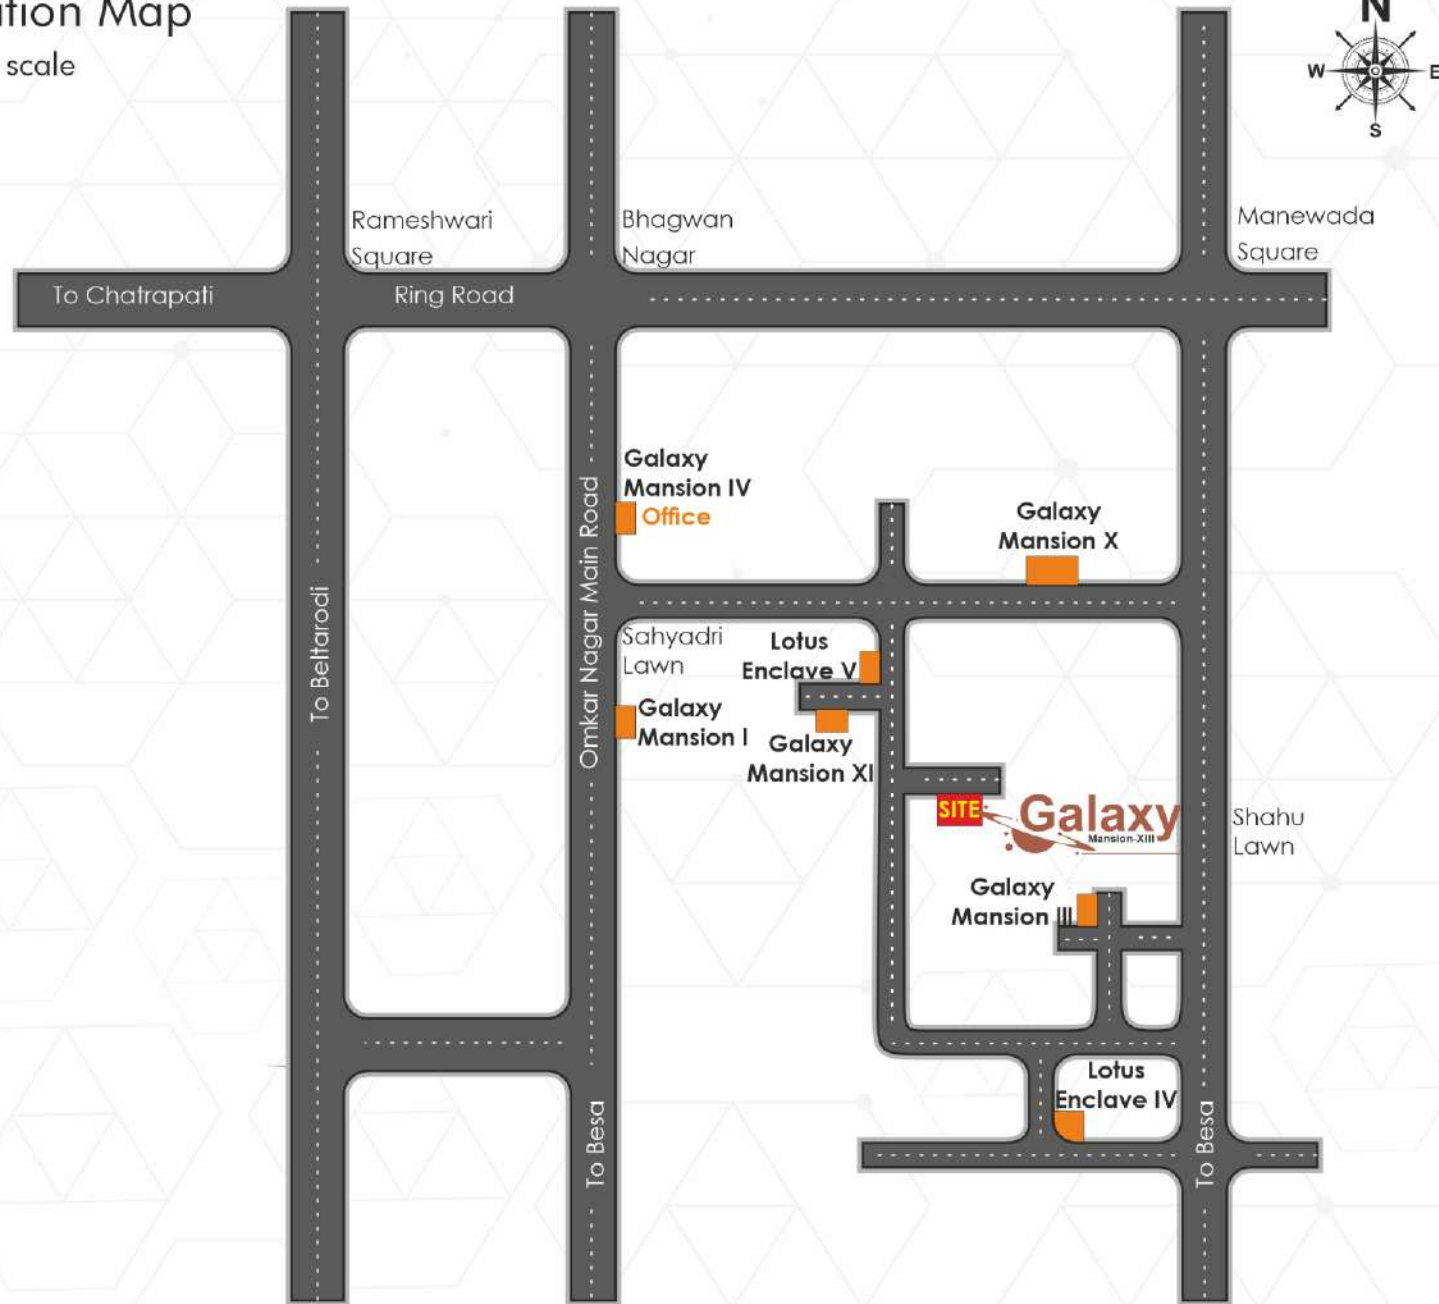 ation Map
scale
N
W
E
S
Rameshwari
Square
Bhagwan
Nagar
Manewada
Square
To Chatrapati
Ring Road
Galaxy
Mansion IV
Office
Galaxy
Mansion X
Omkar Nagar Main Road
To Beltarodi
Sahyadri
Lawn
Lotus
Enclave V
Galaxy
Mansion I
Galaxy
Mansion XI
SITE
Galaxy
Mansion-XIII
Shahu
Lawn
Galaxy
Mansion III
Lotus
Enclave IV
To Besa
To Besa